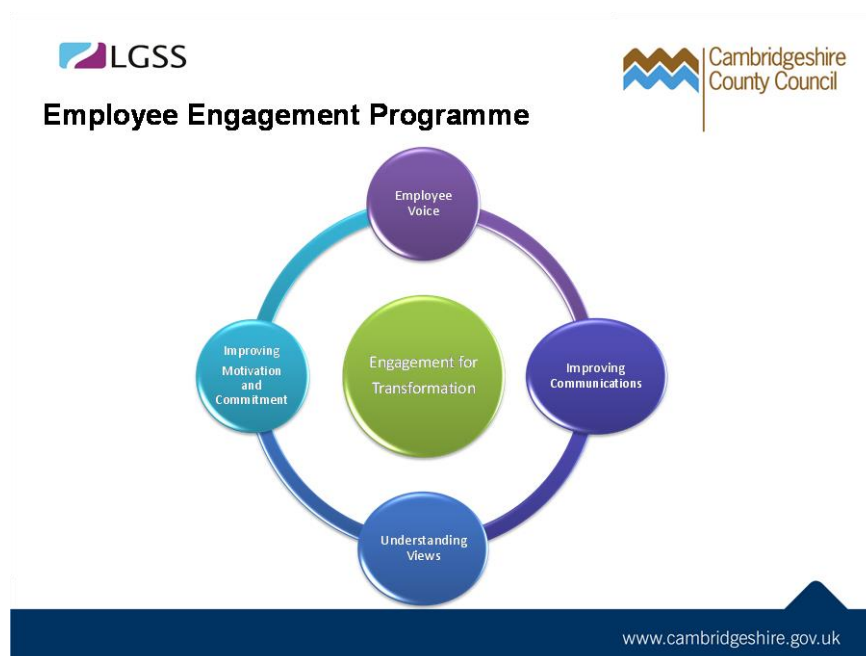 LGSS
Cambridgeshire
County Council
Employee Engagement Programme
Employee
Voice
Improving
Motivation
and
Commitment
Engagement for
Transformation
Improving
Communications
Understanding
Views
www.cambridgeshire.gov.uk